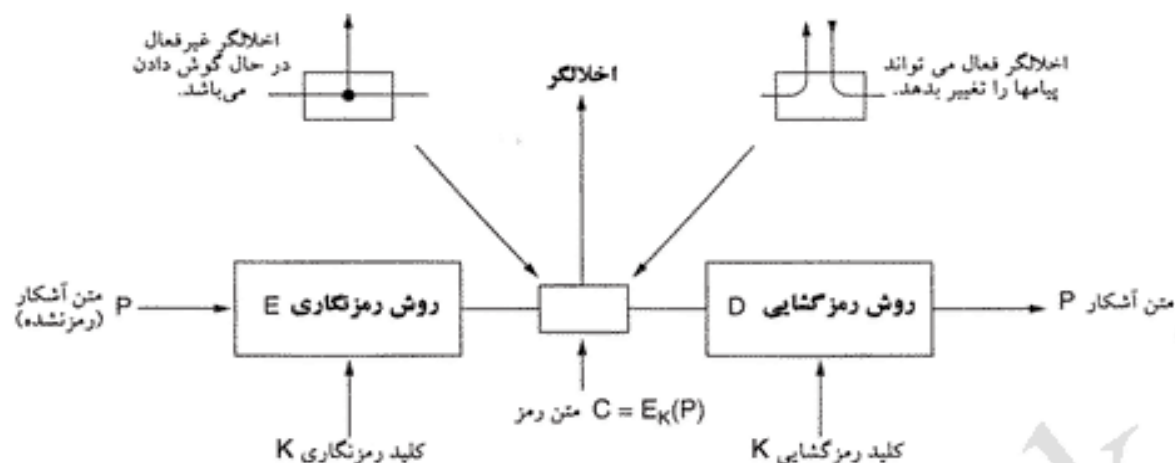 اخلالگر غیرفعال
در حال گوش دادن
می‌باشد.
اخلالگر
اخلالگر فعال می تواند
پیامها را تغییر بدهد.
متن آشکار
(رمزنشده)
P
روش رمزنگاری E
روش رمزگشایی D
متن آشکار P
متن رمز C = E_K(P)
کلید رمزنگاری K
کلید رمزگشایی K